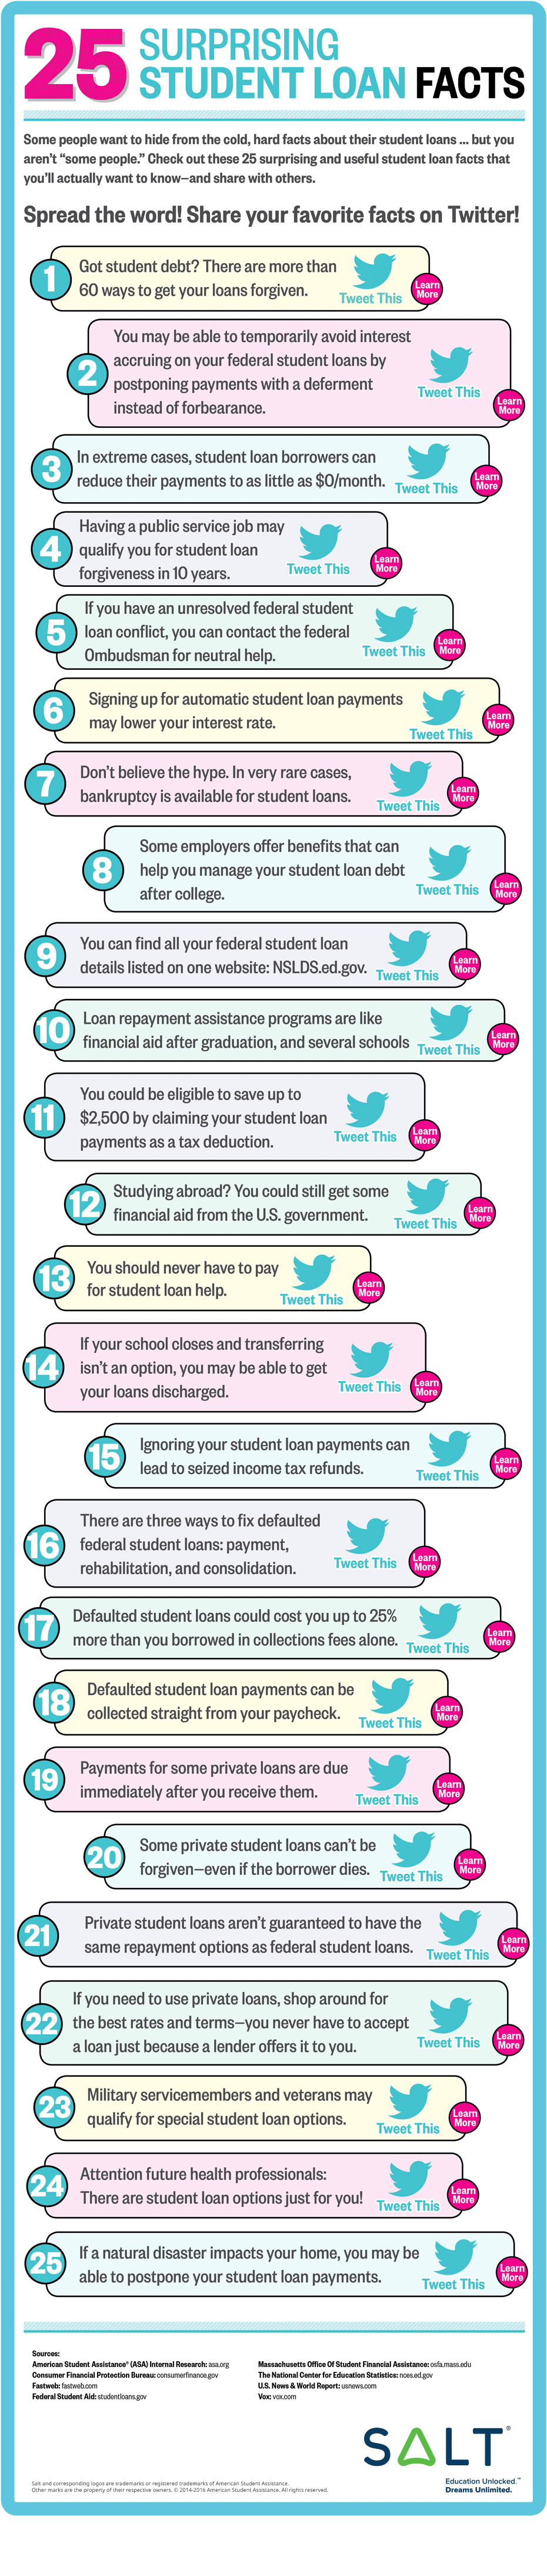 25 SURPRISING
STUDENT LOAN FACTS
Some people want to hide from the cold, hard facts about their student loans ... but you
aren't “some people.” Check out these 25 surprising and useful student loan facts that
you'll actually want to know—and share with others.
Spread the word! Share your favorite facts on Twitter!
1
Got student debt? There are more than
60 ways to get your loans forgiven.
Tweet This
Learn
More
2
You may be able to temporarily avoid interest
accruing on your federal student loans by
postponing payments with a deferment
instead of forbearance.
Tweet This
Learn
More
3
In extreme cases, student loan borrowers can
reduce their payments to as little as $0/month.
Tweet This
Learn
More
4
Having a public service job may
qualify you for student loan
forgiveness in 10 years.
Tweet This
Learn
More
5
If you have an unresolved federal student
loan conflict, you can contact the federal
Ombudsman for neutral help.
Tweet This
Learn
More
6
Signing up for automatic student loan payments
may lower your interest rate.
Tweet This
Learn
More
7
Don't believe the hype. In very rare cases,
bankruptcy is available for student loans.
Tweet This
Learn
More
8
Some employers offer benefits that can
help you manage your student loan debt
after college.
Tweet This
Learn
More
9
You can find all your federal student loan
details listed on one website: NSLDS.ed.gov.
Tweet This
Learn
More
10
Loan repayment assistance programs are like
financial aid after graduation, and several schools
Tweet This
Learn
More
11
You could be eligible to save up to
$2,500 by claiming your student loan
payments as a tax deduction.
Tweet This
Learn
More
12
Studying abroad? You could still get some
financial aid from the U.S. government.
Tweet This
Learn
More
13
You should never have to pay
for student loan help.
Tweet This
Learn
More
14
If your school closes and transferring
isn't an option, you may be able to get
your loans discharged.
Tweet This
Learn
More
15
Ignoring your student loan payments can
lead to seized income tax refunds.
Tweet This
Learn
More
16
There are three ways to fix defaulted
federal student loans: payment,
rehabilitation, and consolidation.
Tweet This
Learn
More
17
Defaulted student loans could cost you up to 25%
more than you borrowed in collections fees alone.
Tweet This
Learn
More
18
Defaulted student loan payments can be
collected straight from your paycheck.
Tweet This
Learn
More
19
Payments for some private loans are due
immediately after you receive them.
Tweet This
Learn
More
20
Some private student loans can't be
forgiven—even if the borrower dies.
Tweet This
Learn
More
21
Private student loans aren't guaranteed to have the
same repayment options as federal student loans.
Tweet This
Learn
More
22
If you need to use private loans, shop around for
the best rates and terms—you never have to accept
a loan just because a lender offers it to you.
Tweet This
Learn
More
23
Military servicemembers and veterans may
qualify for special student loan options.
Tweet This
Learn
More
24
Attention future health professionals:
There are student loan options just for you!
Tweet This
Learn
More
25
If a natural disaster impacts your home, you may be
able to postpone your student loan payments.
Tweet This
Learn
More
Sources:
American Student Assistance® (ASA) Internal Research: asa.org
Consumer Financial Protection Bureau: consumerfinance.gov
Fastweb: fastweb.com
Federal Student Aid: studentloans.gov
Massachusetts Office Of Student Financial Assistance: osfa.mass.edu
The National Center for Education Statistics: nces.ed.gov
U.S. News & World Report: usnews.com
Vox: vox.com
SALT®
Education Unlocked.™
Dreams Unlimited.
Salt and corresponding logos are trademarks or registered trademarks of American Student Assistance.
Other marks are the property of their respective owners. © 2014-2016 American Student Assistance. All rights reserved.